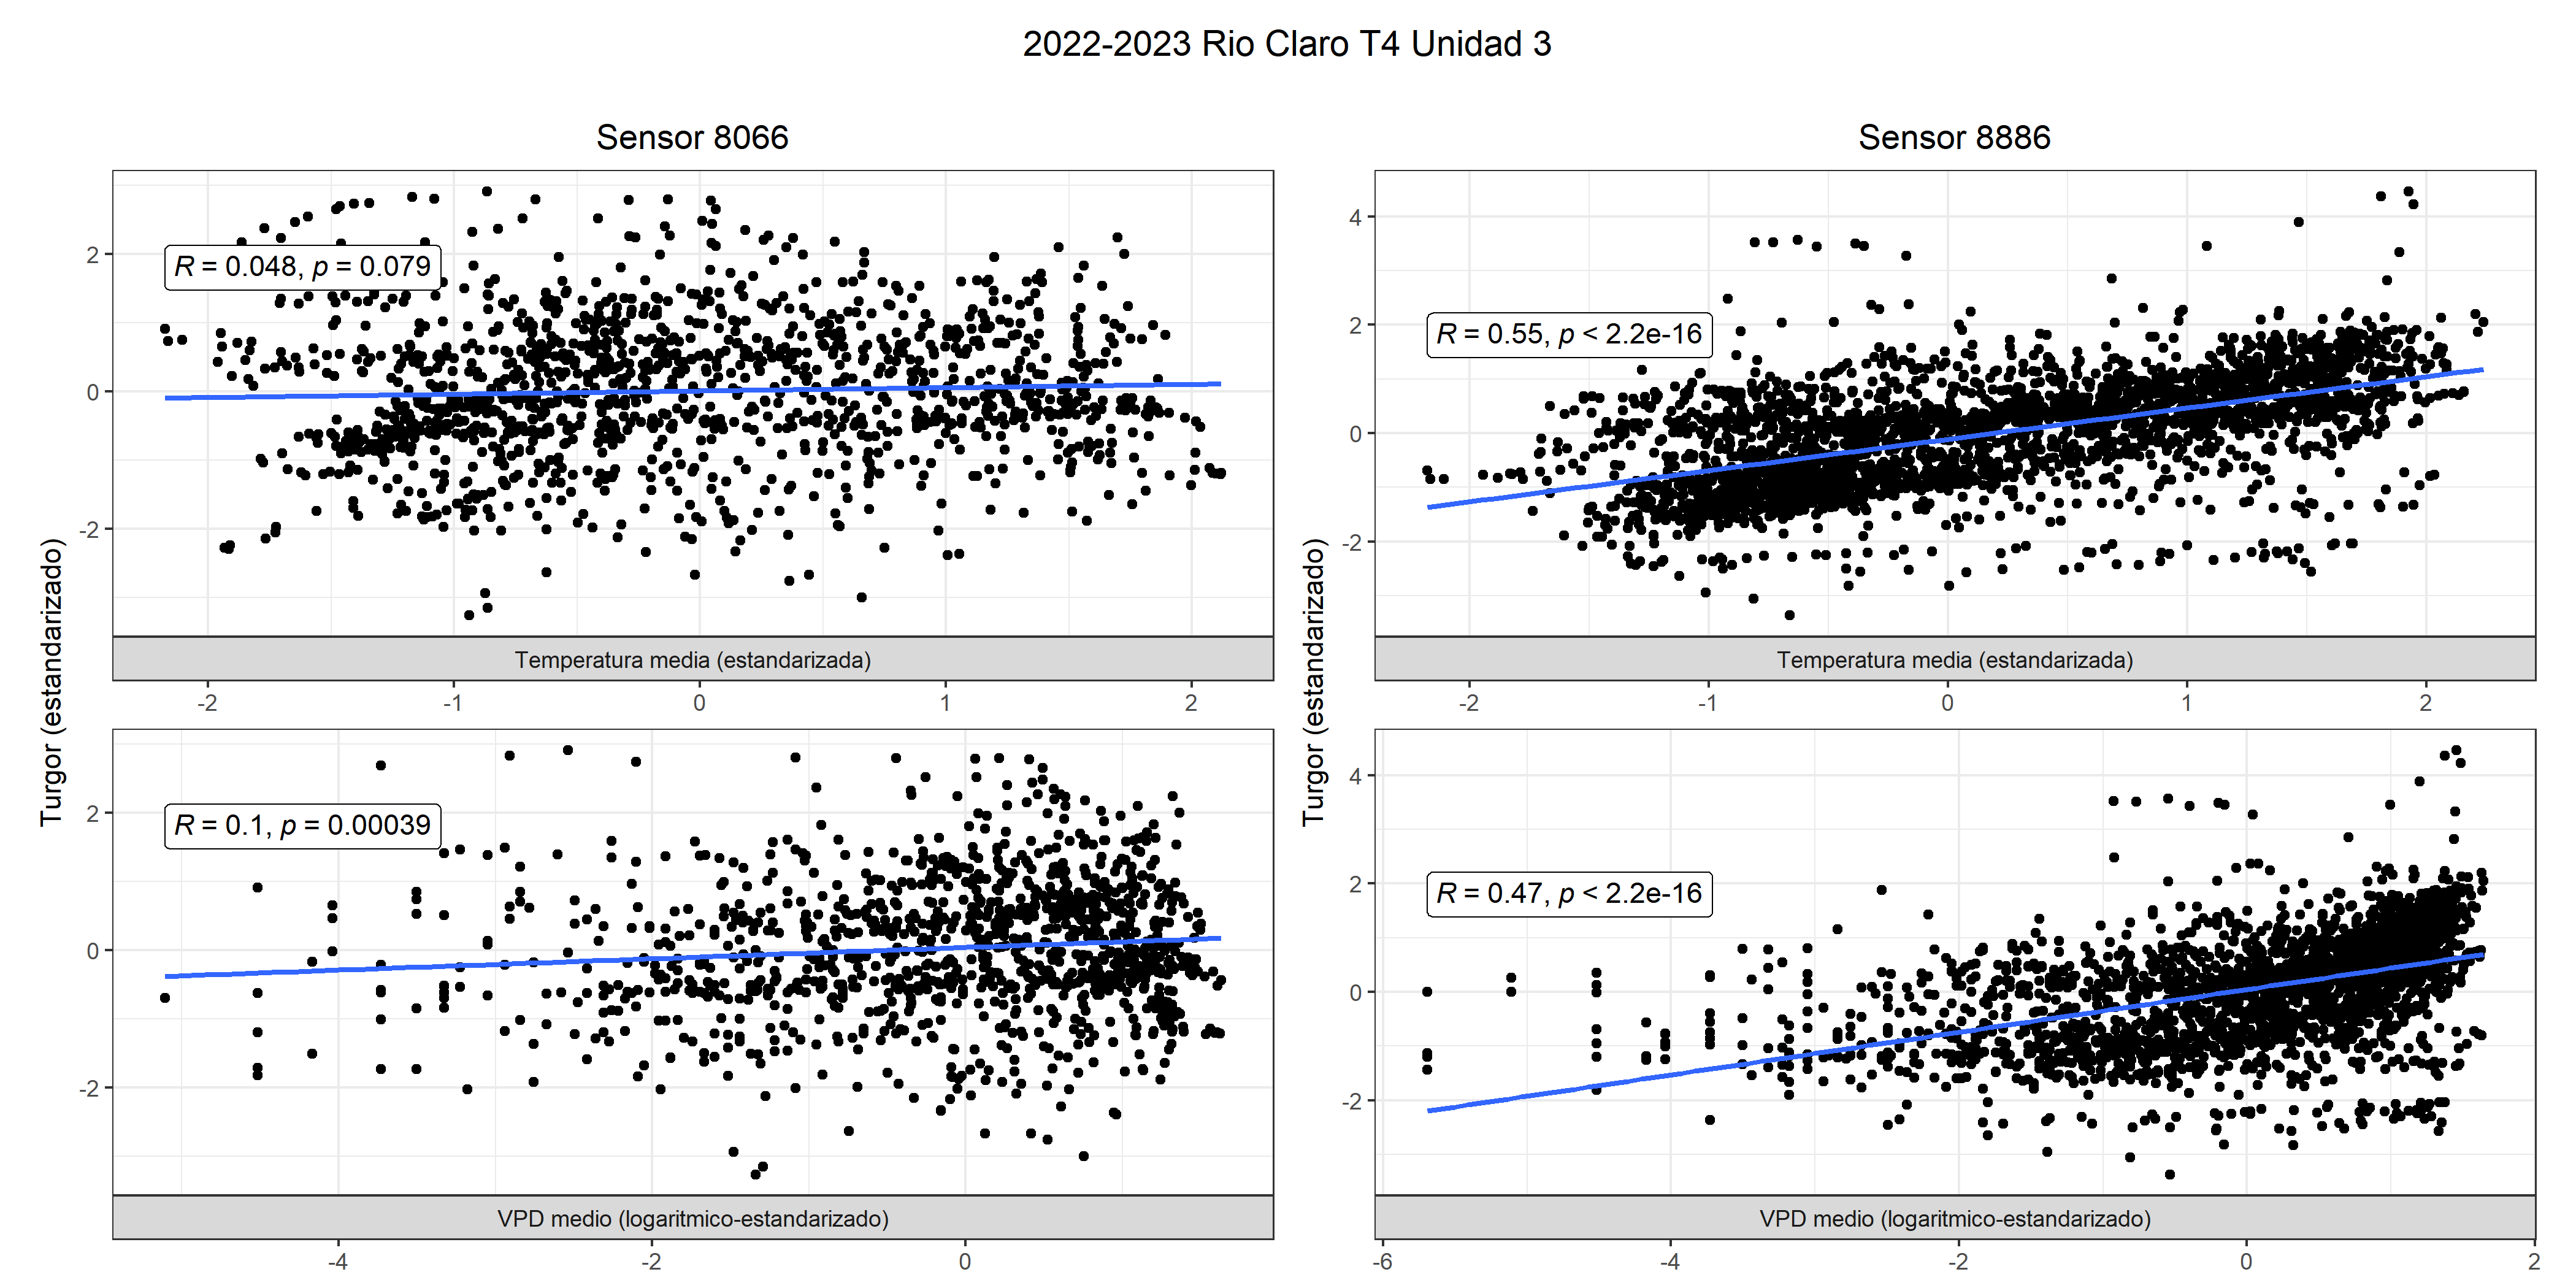 2022-2023 Rio Claro T4 Unidad 3
Sensor 8066
Turgor (estandarizado)
2
0
-2
R = 0.048, p = 0.079
Temperatura media (estandarizada)
-2 -1 0 1 2
2
0
-2
R = 0.1, p = 0.00039
VPD medio (logaritmico-estandarizado)
-4 -2 0
Sensor 8886
Turgor (estandarizado)
4
2
0
-2
R = 0.55, p < 2.2e-16
Temperatura media (estandarizada)
-2 -1 0 1 2
4
2
0
-2
R = 0.47, p < 2.2e-16
VPD medio (logaritmico-estandarizado)
-6 -4 -2 0 2